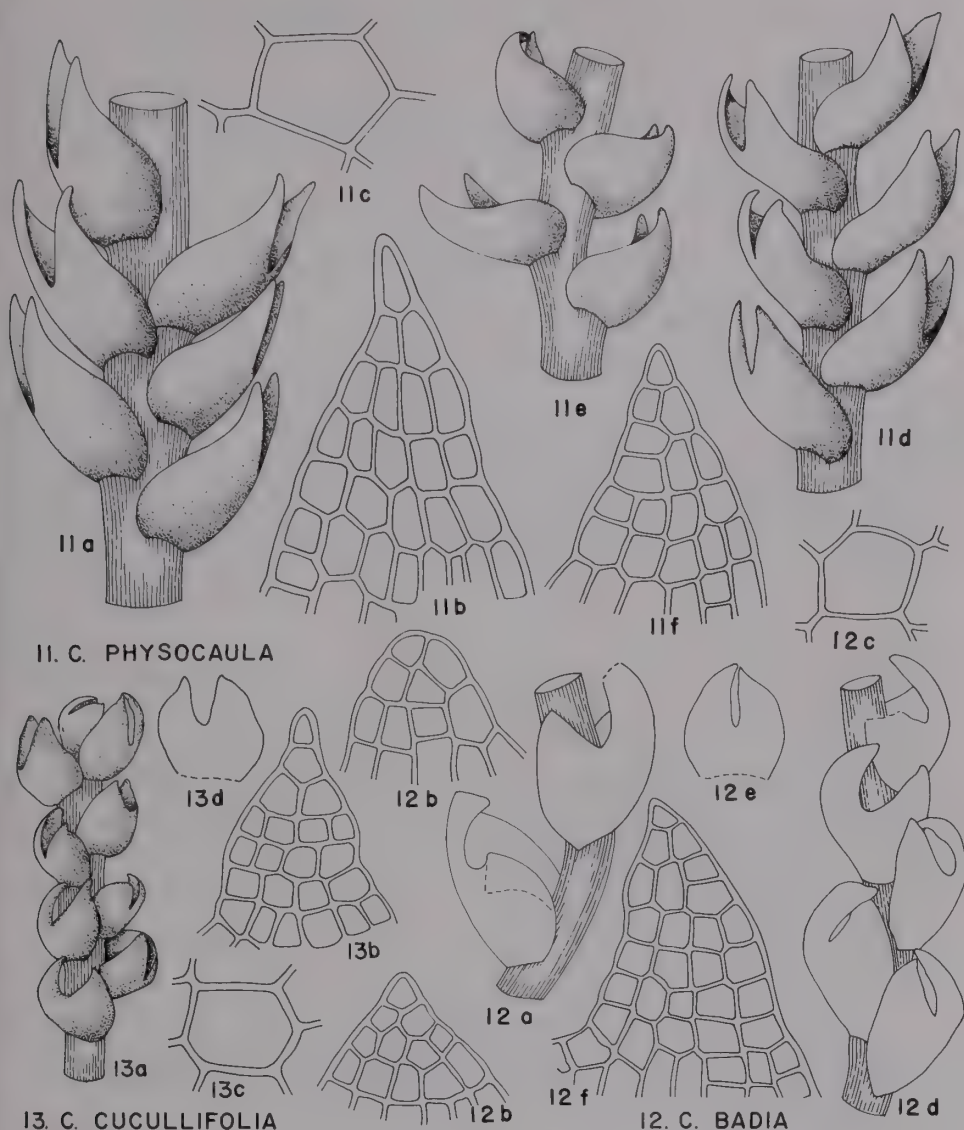 11c
11e
11d
11a
11b
11f
12c
11. C. PHYSOCAULA
13d
12b
12e
13b
12a
13a
13c
12b
12f
12d
13. C. CUCULLIFOLIA
12. C. BADIA